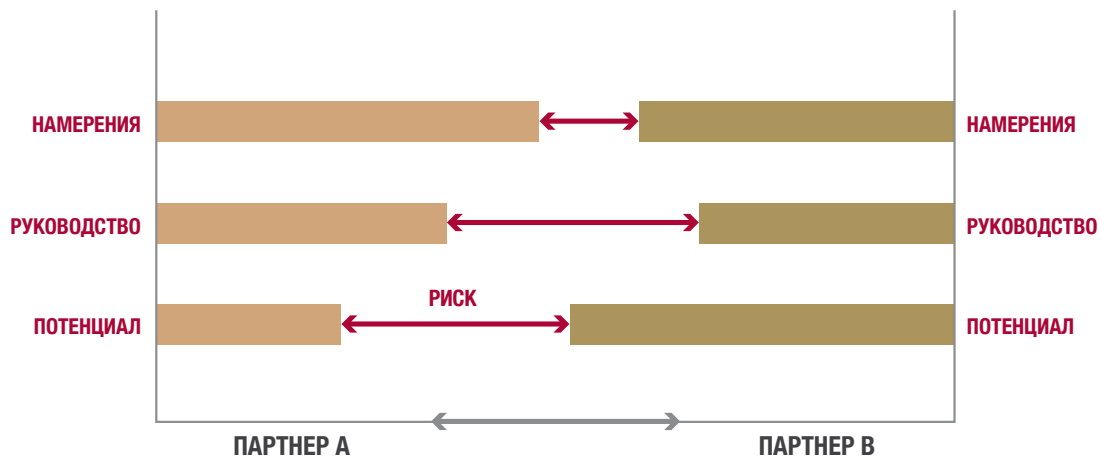 НАМЕРЕНИЯ
НАМЕРЕНИЯ
РУКОВОДСТВО
РУКОВОДСТВО
РИСК
ПОТЕНЦИАЛ
ПОТЕНЦИАЛ
ПАРТНЕР А
ПАРТНЕР В